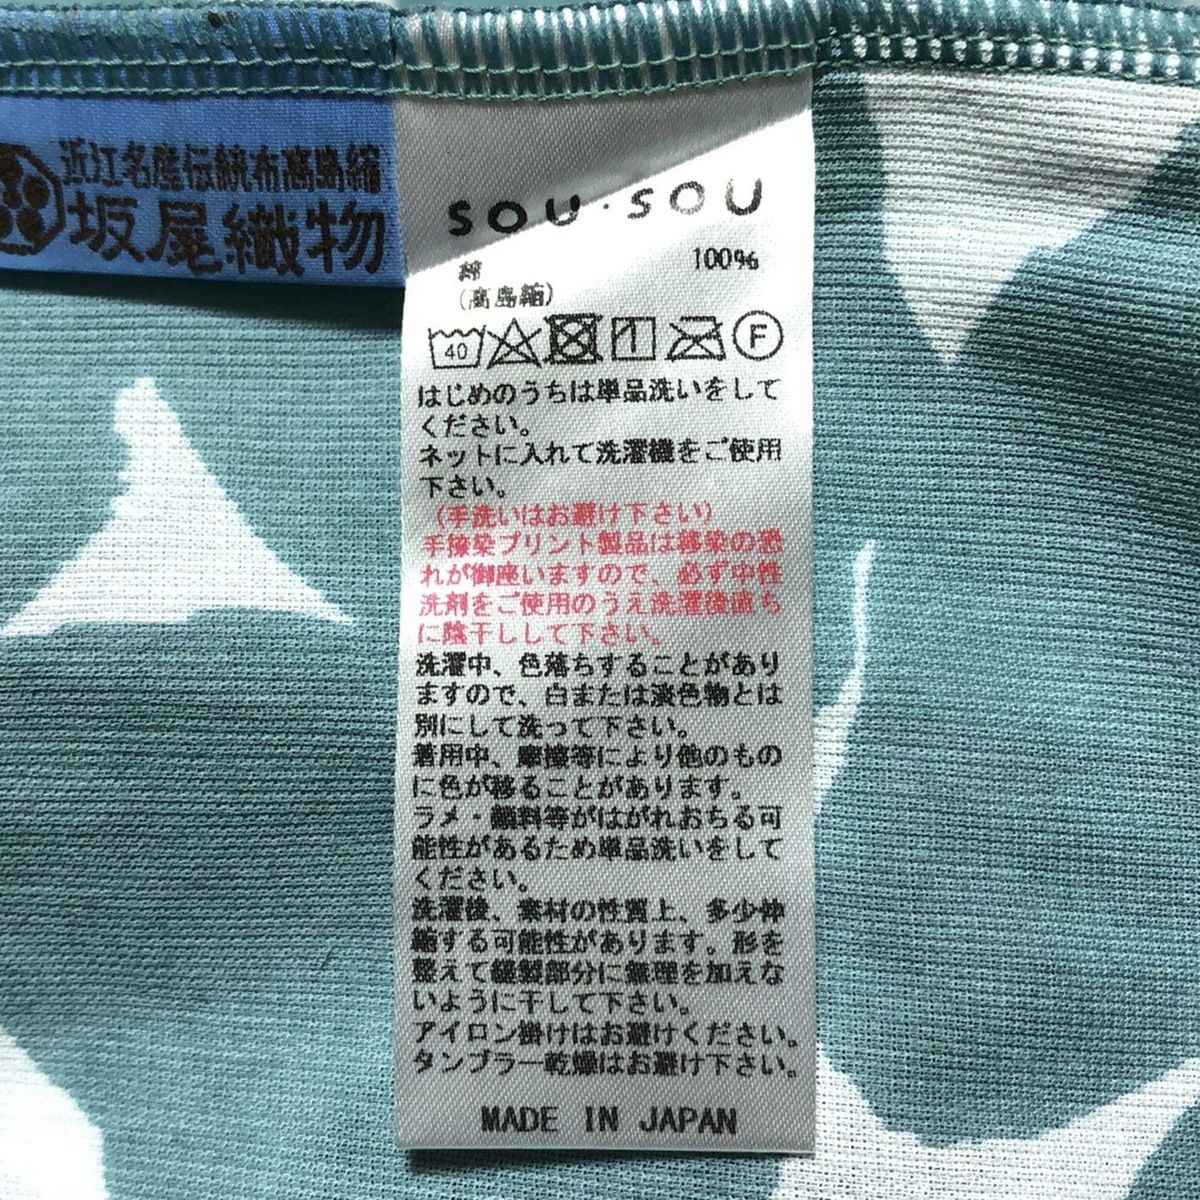 近江名産伝統布高島縮
坂尾織物
SOU・SOU
綿 100%
(高島縮)
40
F
はじめのうちは単品洗いをして
ください。
ネットに入れて洗濯機をご使用
下さい。
(手洗いはお避け下さい)
手捺染プリント製品は移染の恐
れが御座いますので、必ず中性
洗剤をご使用のうえ洗濯後直ち
に陰干しして下さい。
洗濯中、色落ちすることがあり
ますので、白または淡色物とは
別にして洗って下さい。
着用中、摩擦等により他のもの
に色が移ることがあります。
ラメ・顔料等がはがれおちる可
能性があるため単品洗いをして
ください。
洗濯後、素材の性質上、多少伸
縮する可能性があります。形を
整えて縫製部分に無理を加えな
いように干して下さい。
アイロン掛けはお避けください。
タンブラー乾燥はお避け下さい。
MADE IN JAPAN